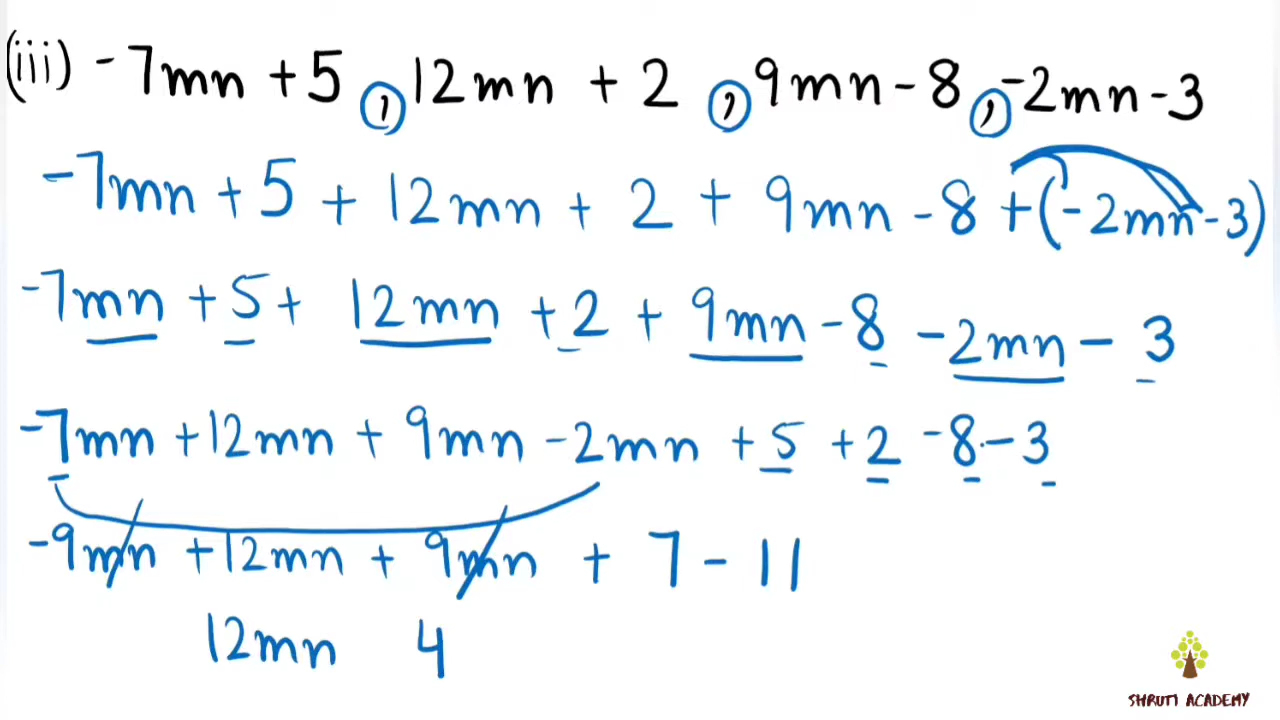 (iii) -7mn +5 , 12mn + 2 , 9mn - 8 , -2mn - 3
-7mn + 5 + 12mn + 2 + 9mn - 8 + (-2mn - 3)
-7mn + 5 + 12mn + 2 + 9mn - 8 - 2mn - 3
-7mn + 12mn + 9mn - 2mn + 5 + 2 - 8 - 3
-9mn + 12mn + 9mn + 7 - 11
12mn 4
SHRUTI ACADEMY